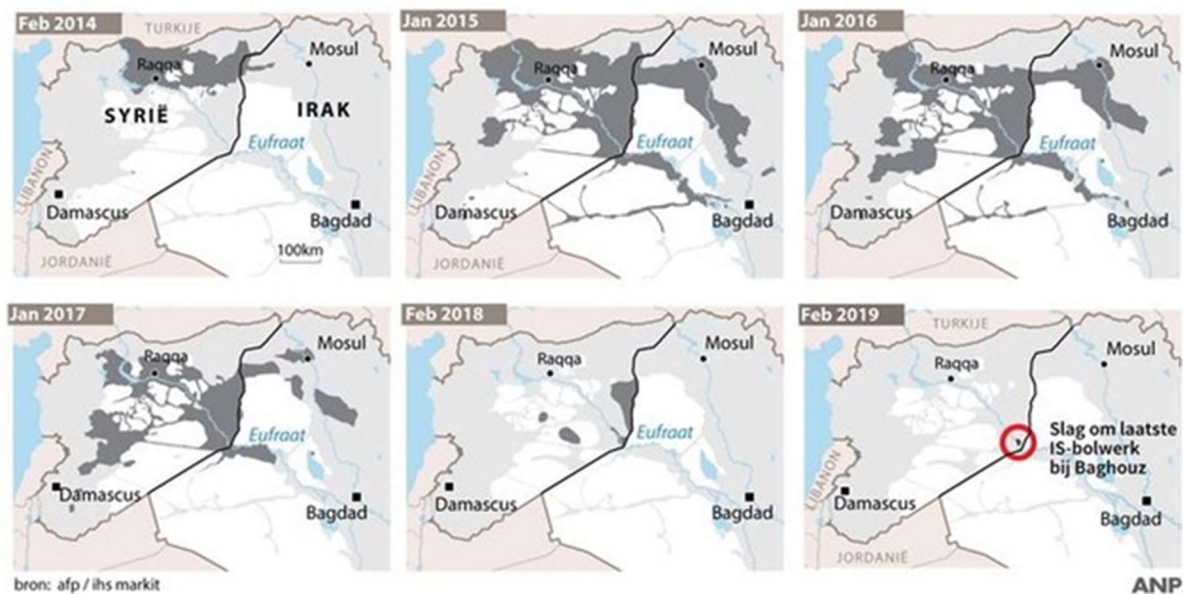 Feb 2014
TURKIJE
Mosul
Raqqa
SYRIË
IRAK
Eufraat
LIBANON
Damascus
Bagdad
JORDANIË
100km
Jan 2015
Mosul
Raqqa
Eufraat
LIBANON
Damascus
Bagdad
JORDANIË
Jan 2016
Mosul
Raqqa
Eufraat
Damascus
Bagdad
Jan 2017
Mosul
Raqqa
Eufraat
Damascus
Bagdad
Feb 2018
Mosul
Raqqa
Eufraat
Damascus
Bagdad
Feb 2019
TURKIJE
Mosul
Raqqa
Slag om laatste
IS-bolwerk
bij Baghouz
LIBANON
Damascus
Bagdad
JORDANIË
bron: afp / ihs markit
ANP